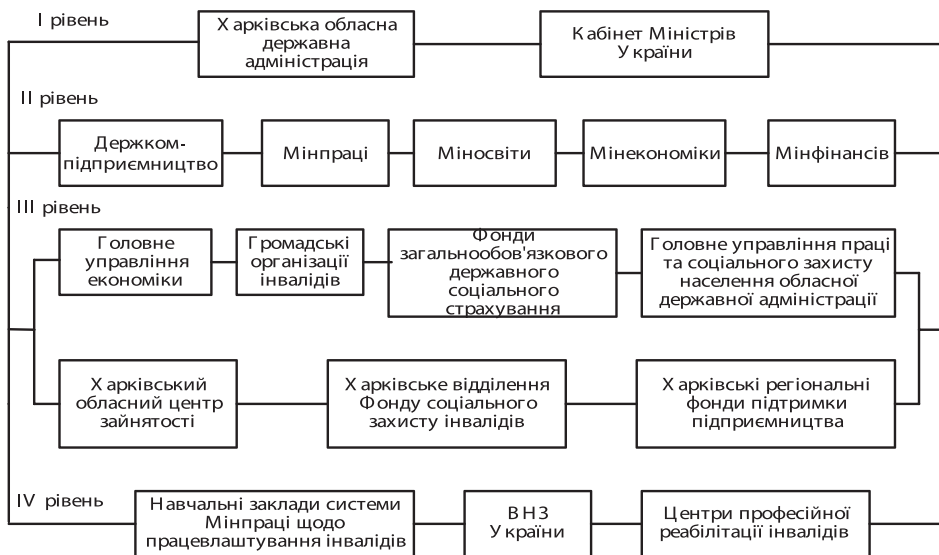 I рівень
Харківська обласна
державна
адміністрація
Кабінет Міністрів
України
II рівень
Держком-
підприємництво
Мінпраці
Міносвіти
Мінекономіки
Мінфінансів
III рівень
Головне
управління
економіки
Громадські
організації
інвалідів
Фонди
загальнообов'язкового
державного
соціального
страхування
Головне управління праці
та соціального захисту
населення обласної
державної адміністрації
Харківський
обласний центр
зайнятості
Харківське відділення
Фонду соціального
захисту інвалідів
Харківські регіональні
фонди підтримки
підприємництва
IV рівень
Навчальні заклади системи
Мінпраці щодо
працевлаштування інвалідів
ВНЗ
України
Центри професійної
реабілітації інвалідів